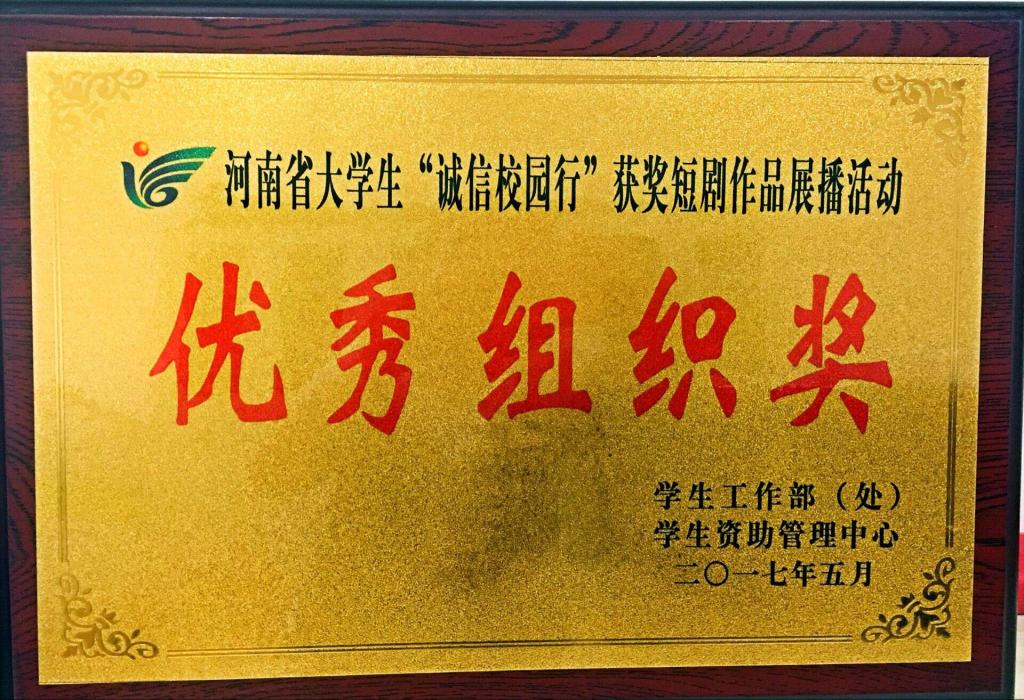 河南省大学生“诚信校园行”获奖短剧作品展播活动
优秀组织奖
学生工作部（处）
学生资助管理中心
二〇一七年五月